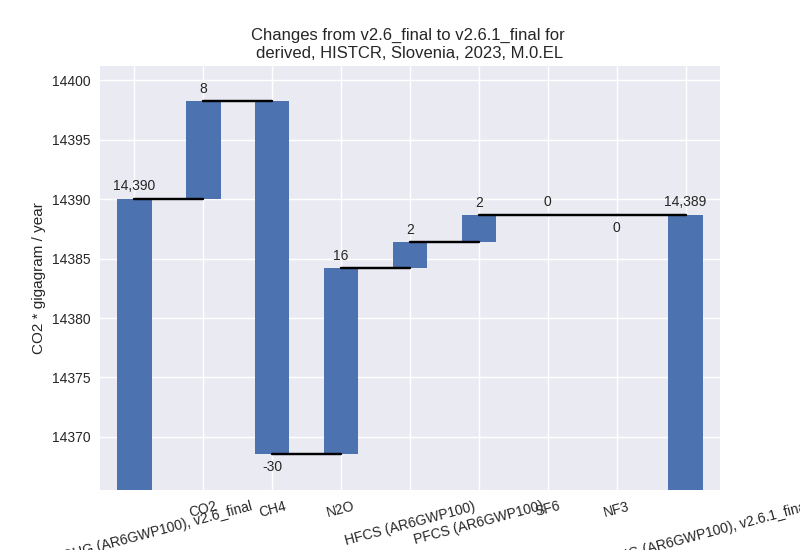 Changes from v2.6_final to v2.6.1_final for
derived, HISTCR, Slovenia, 2023, M.0.EL
CO2 * gigagram / year
14400
14395
14390
14385
14380
14375
14370
14,390
8
-30
16
2
2
0
0
14,389
(AR6GWP100), v2.6_final
CO2
CH4
N2O
HFCS (AR6GWP100)
PFCS (AR6GWP100)
SF6
NF3
(AR6GWP100),